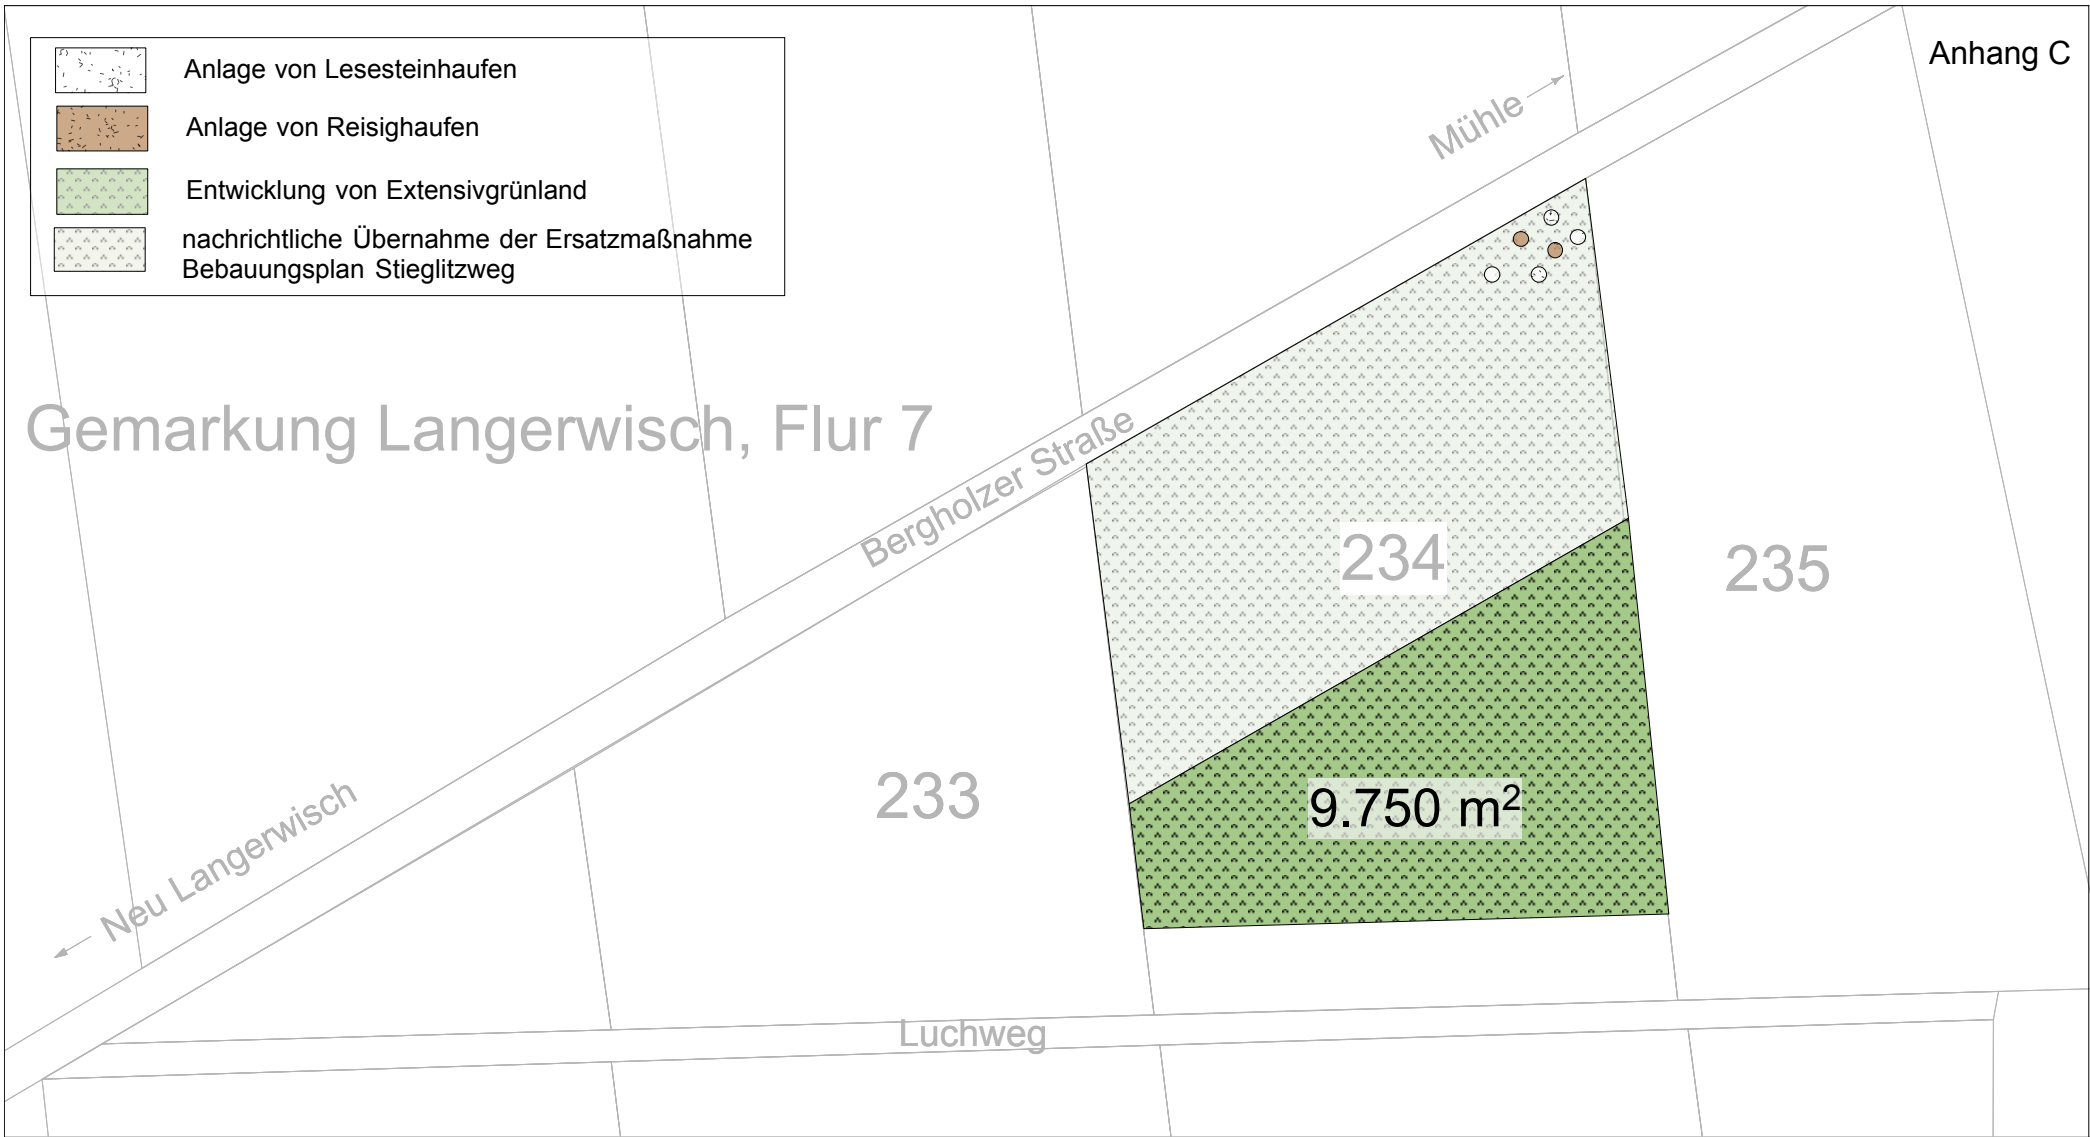 Anhang C
Anlage von Lesesteinhaufen
Anlage von Reisighaufen
Entwicklung von Extensivgrünland
nachrichtliche Übernahme der Ersatzmaßnahme
Bebauungsplan Stieglitzweg
Mühle
Gemarkung Langerwisch, Flur 7
Bergholzer Straße
234
235
233
9.750 m²
Neu Langerwisch
Luchweg